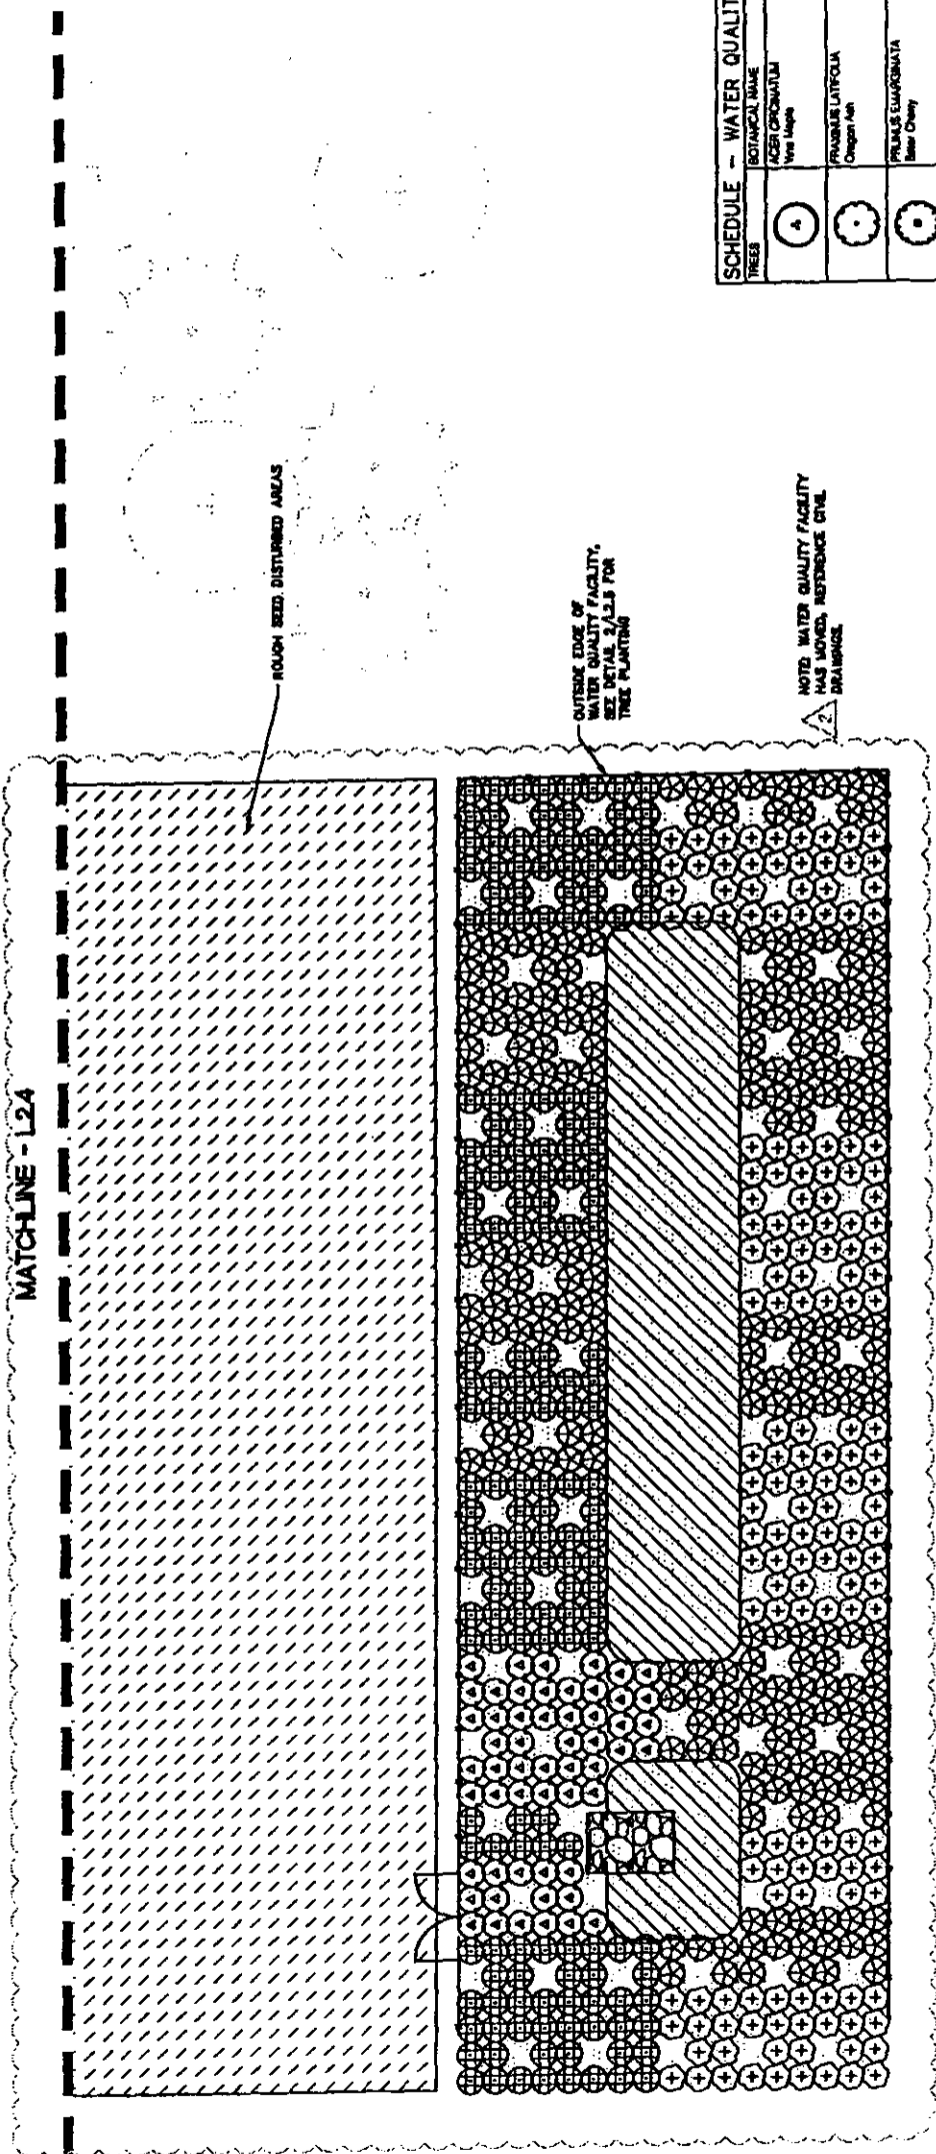 MATCHLINE - L2.4
ROUGH SEED DISTURBED AREAS
OUTSIDE EDGE OF
WATER QUALITY FACILITY,
SEE DETAIL 2/L2.5 FOR
TREE PLANTING
2
NOTE: WATER QUALITY FACILITY
HAS MOVED, REFERENCE CIVIL
DRAWINGS.
SCHEDULE - WATER QUALIT
TREES
BOTANICAL NAME
ACER CIRCINATUM
Vine Maple
FRAXINUS LATIFOLIA
Oregon Ash
PRUNUS EMARGINATA
Bitter Cherry